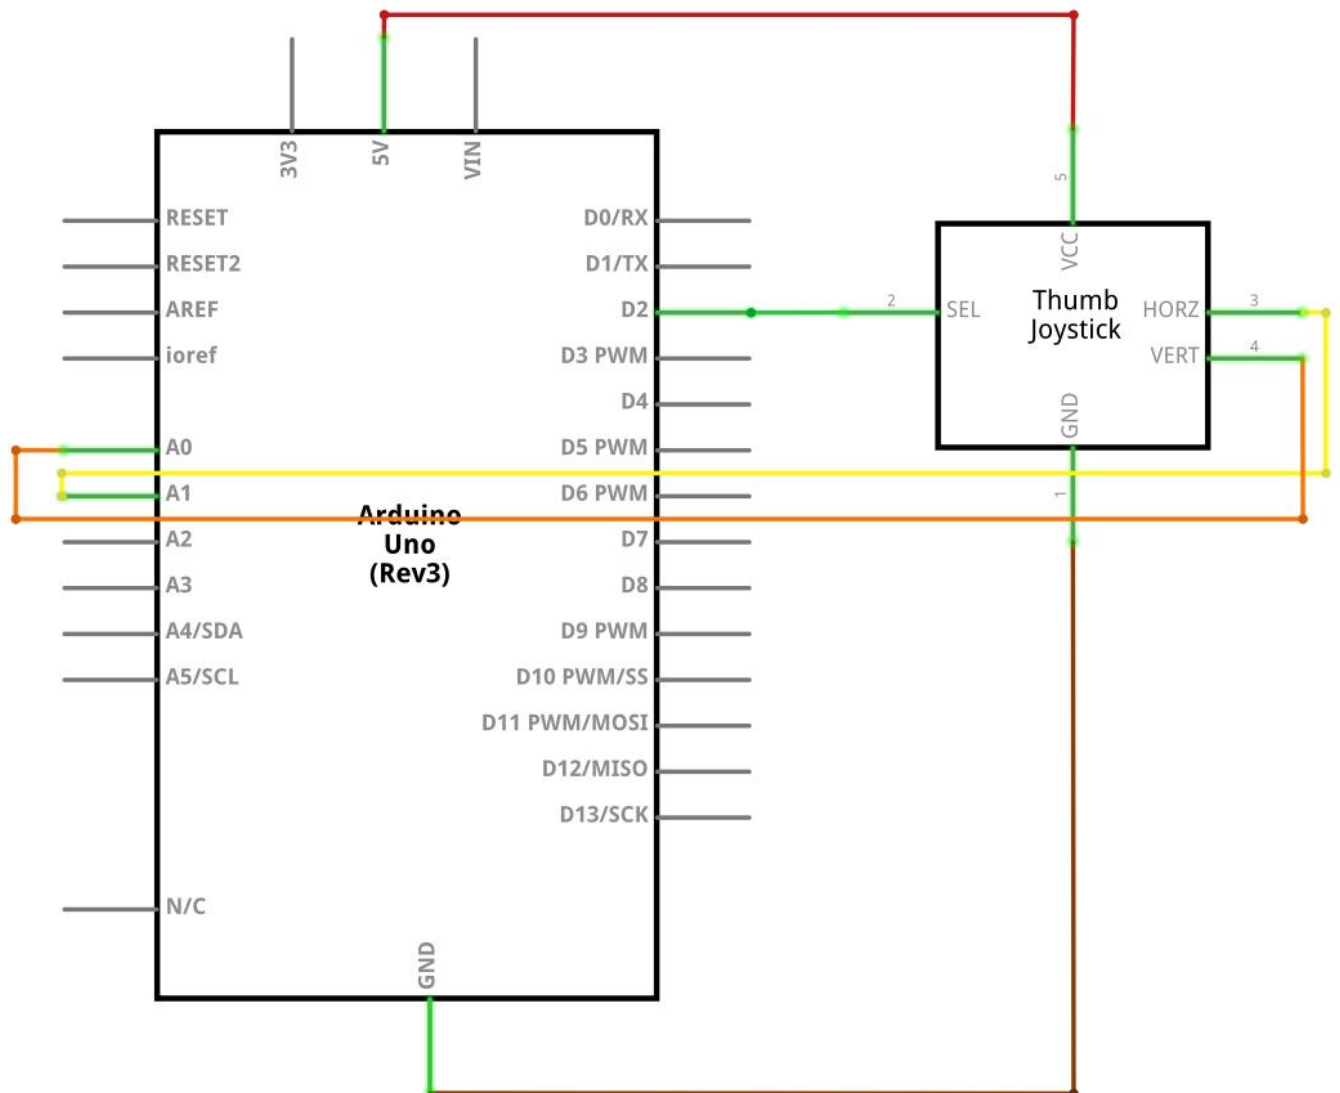 3V3
5V
VIN
RESET
RESET2
AREF
ioref
A0
A1
A2
A3
A4/SDA
A5/SCL
N/C
D0/RX
D1/TX
D2
D3 PWM
D4
D5 PWM
D6 PWM
D7
D8
D9 PWM
D10 PWM/SS
D11 PWM/MOSI
D12/MISO
D13/SCK
Arduino
Uno
(Rev3)
GND
5
VCC
2
SEL
Thumb
Joystick
HORZ
3
VERT
4
GND
1